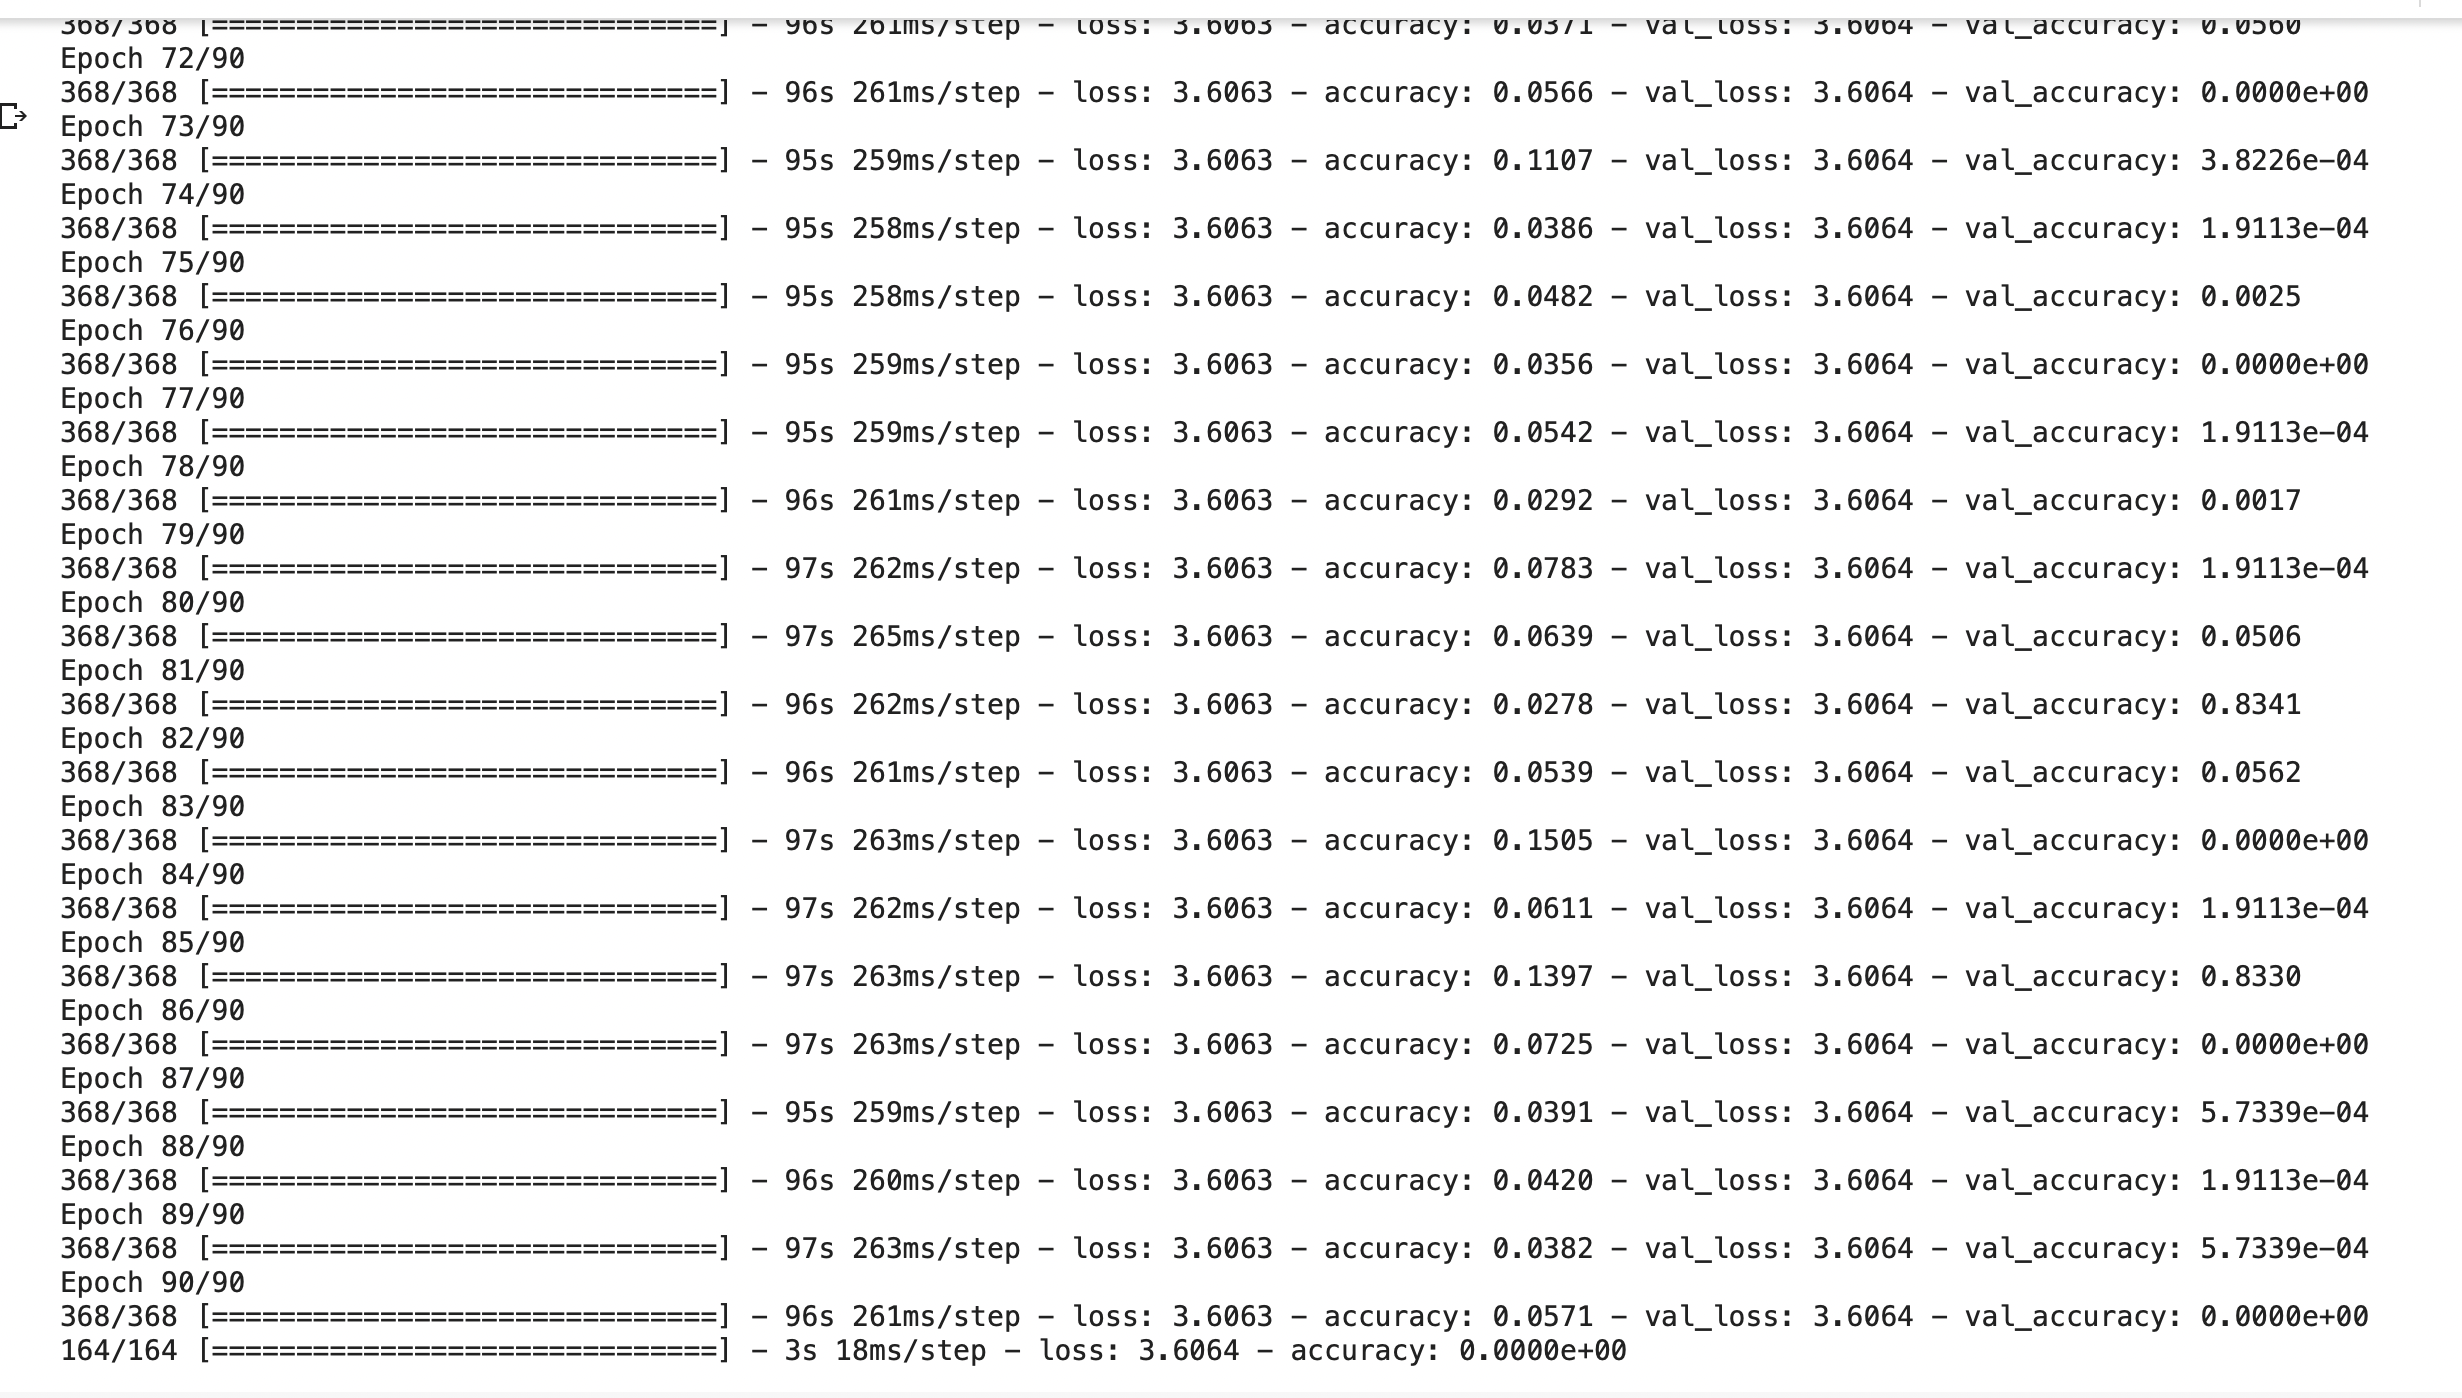 368/368 [==============================] - 96s 261ms/step - loss: 3.6063 - accuracy: 0.0371 - val_loss: 3.6064 - val_accuracy: 0.0560
Epoch 72/90
368/368 [==============================] - 96s 261ms/step - loss: 3.6063 - accuracy: 0.0566 - val_loss: 3.6064 - val_accuracy: 0.0000e+00
Epoch 73/90
368/368 [==============================] - 95s 259ms/step - loss: 3.6063 - accuracy: 0.1107 - val_loss: 3.6064 - val_accuracy: 3.8226e-04
Epoch 74/90
368/368 [==============================] - 95s 258ms/step - loss: 3.6063 - accuracy: 0.0386 - val_loss: 3.6064 - val_accuracy: 1.9113e-04
Epoch 75/90
368/368 [==============================] - 95s 258ms/step - loss: 3.6063 - accuracy: 0.0482 - val_loss: 3.6064 - val_accuracy: 0.0025
Epoch 76/90
368/368 [==============================] - 95s 259ms/step - loss: 3.6063 - accuracy: 0.0356 - val_loss: 3.6064 - val_accuracy: 0.0000e+00
Epoch 77/90
368/368 [==============================] - 95s 259ms/step - loss: 3.6063 - accuracy: 0.0542 - val_loss: 3.6064 - val_accuracy: 1.9113e-04
Epoch 78/90
368/368 [==============================] - 96s 261ms/step - loss: 3.6063 - accuracy: 0.0292 - val_loss: 3.6064 - val_accuracy: 0.0017
Epoch 79/90
368/368 [==============================] - 97s 262ms/step - loss: 3.6063 - accuracy: 0.0783 - val_loss: 3.6064 - val_accuracy: 1.9113e-04
Epoch 80/90
368/368 [==============================] - 97s 265ms/step - loss: 3.6063 - accuracy: 0.0639 - val_loss: 3.6064 - val_accuracy: 0.0506
Epoch 81/90
368/368 [==============================] - 96s 262ms/step - loss: 3.6063 - accuracy: 0.0278 - val_loss: 3.6064 - val_accuracy: 0.8341
Epoch 82/90
368/368 [==============================] - 96s 261ms/step - loss: 3.6063 - accuracy: 0.0539 - val_loss: 3.6064 - val_accuracy: 0.0562
Epoch 83/90
368/368 [==============================] - 97s 263ms/step - loss: 3.6063 - accuracy: 0.1505 - val_loss: 3.6064 - val_accuracy: 0.0000e+00
Epoch 84/90
368/368 [==============================] - 97s 262ms/step - loss: 3.6063 - accuracy: 0.0611 - val_loss: 3.6064 - val_accuracy: 1.9113e-04
Epoch 85/90
368/368 [==============================] - 97s 263ms/step - loss: 3.6063 - accuracy: 0.1397 - val_loss: 3.6064 - val_accuracy: 0.8330
Epoch 86/90
368/368 [==============================] - 97s 263ms/step - loss: 3.6063 - accuracy: 0.0725 - val_loss: 3.6064 - val_accuracy: 0.0000e+00
Epoch 87/90
368/368 [==============================] - 95s 259ms/step - loss: 3.6063 - accuracy: 0.0391 - val_loss: 3.6064 - val_accuracy: 5.7339e-04
Epoch 88/90
368/368 [==============================] - 96s 260ms/step - loss: 3.6063 - accuracy: 0.0420 - val_loss: 3.6064 - val_accuracy: 1.9113e-04
Epoch 89/90
368/368 [==============================] - 97s 263ms/step - loss: 3.6063 - accuracy: 0.0382 - val_loss: 3.6064 - val_accuracy: 5.7339e-04
Epoch 90/90
368/368 [==============================] - 96s 261ms/step - loss: 3.6063 - accuracy: 0.0571 - val_loss: 3.6064 - val_accuracy: 0.0000e+00
164/164 [==============================] - 3s 18ms/step - loss: 3.6064 - accuracy: 0.0000e+00